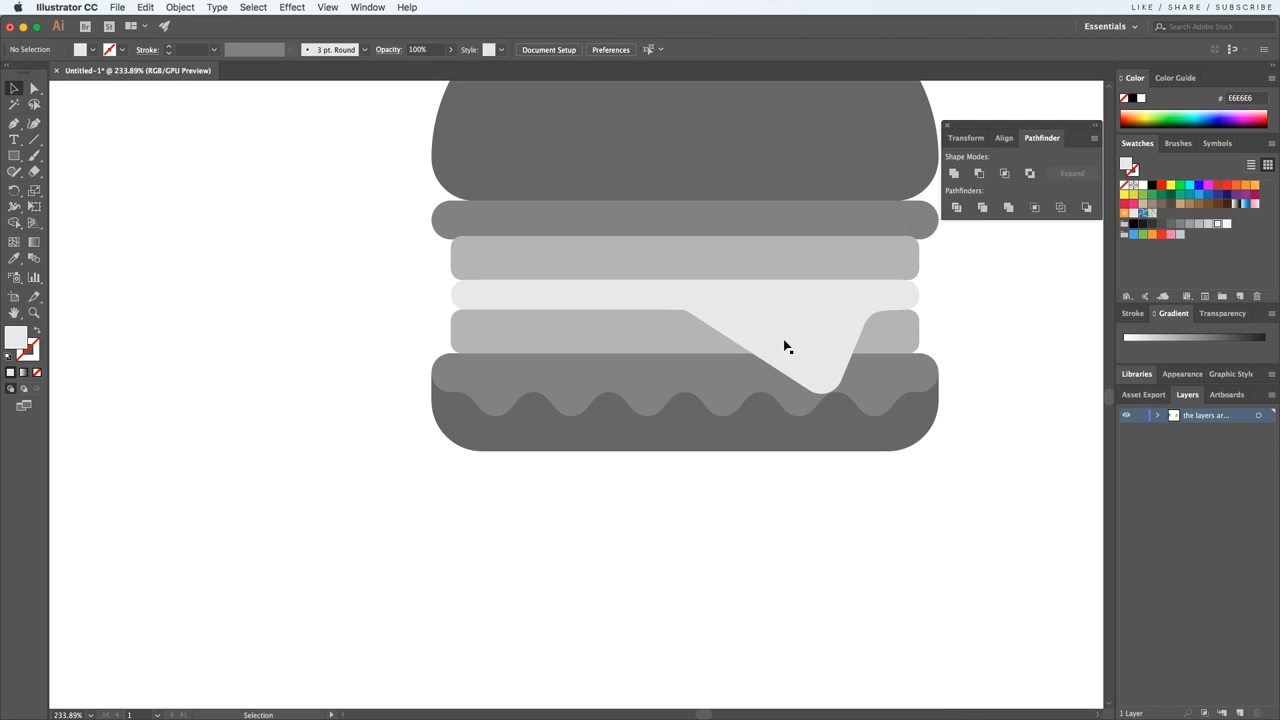 Illustrator CC File Edit Object Type Select Effect View Window Help
LIKE / SHARE / SUBSCRIBE
Ai Br St Essentials Search Adobe Stock
No Selection Stroke: 3 pt. Round Opacity: 100% Style: Document Setup Preferences
Untitled-1* @ 233.89% (RGB/GPU Preview)
Color Color Guide
# E6E6E6
Transform Align Pathfinder
Shape Modes:
Expand
Pathfinders:
Swatches Brushes Symbols
Stroke Gradient Transparency
Libraries Appearance Graphic Style
Asset Export Layers Artboards
the layers ar...
233.89% 1 Selection
1 Layer